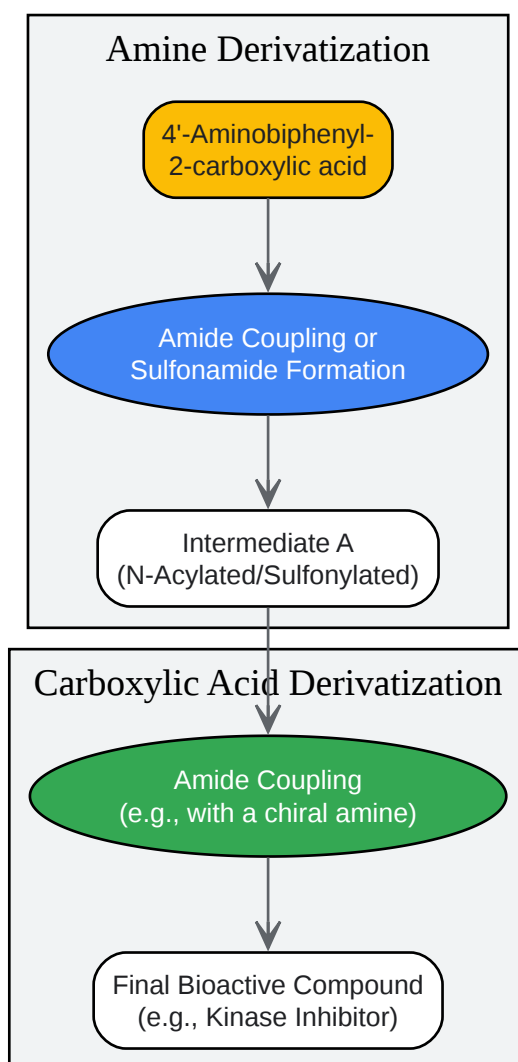 Amine Derivatization
4'-Aminobiphenyl-
2-carboxylic acid
Amide Coupling or
Sulfonamide Formation
Intermediate A
(N-Acylated/Sulfonylated)
Carboxylic Acid Derivatization
Amide Coupling
(e.g., with a chiral amine)
Final Bioactive Compound
(e.g., Kinase Inhibitor)